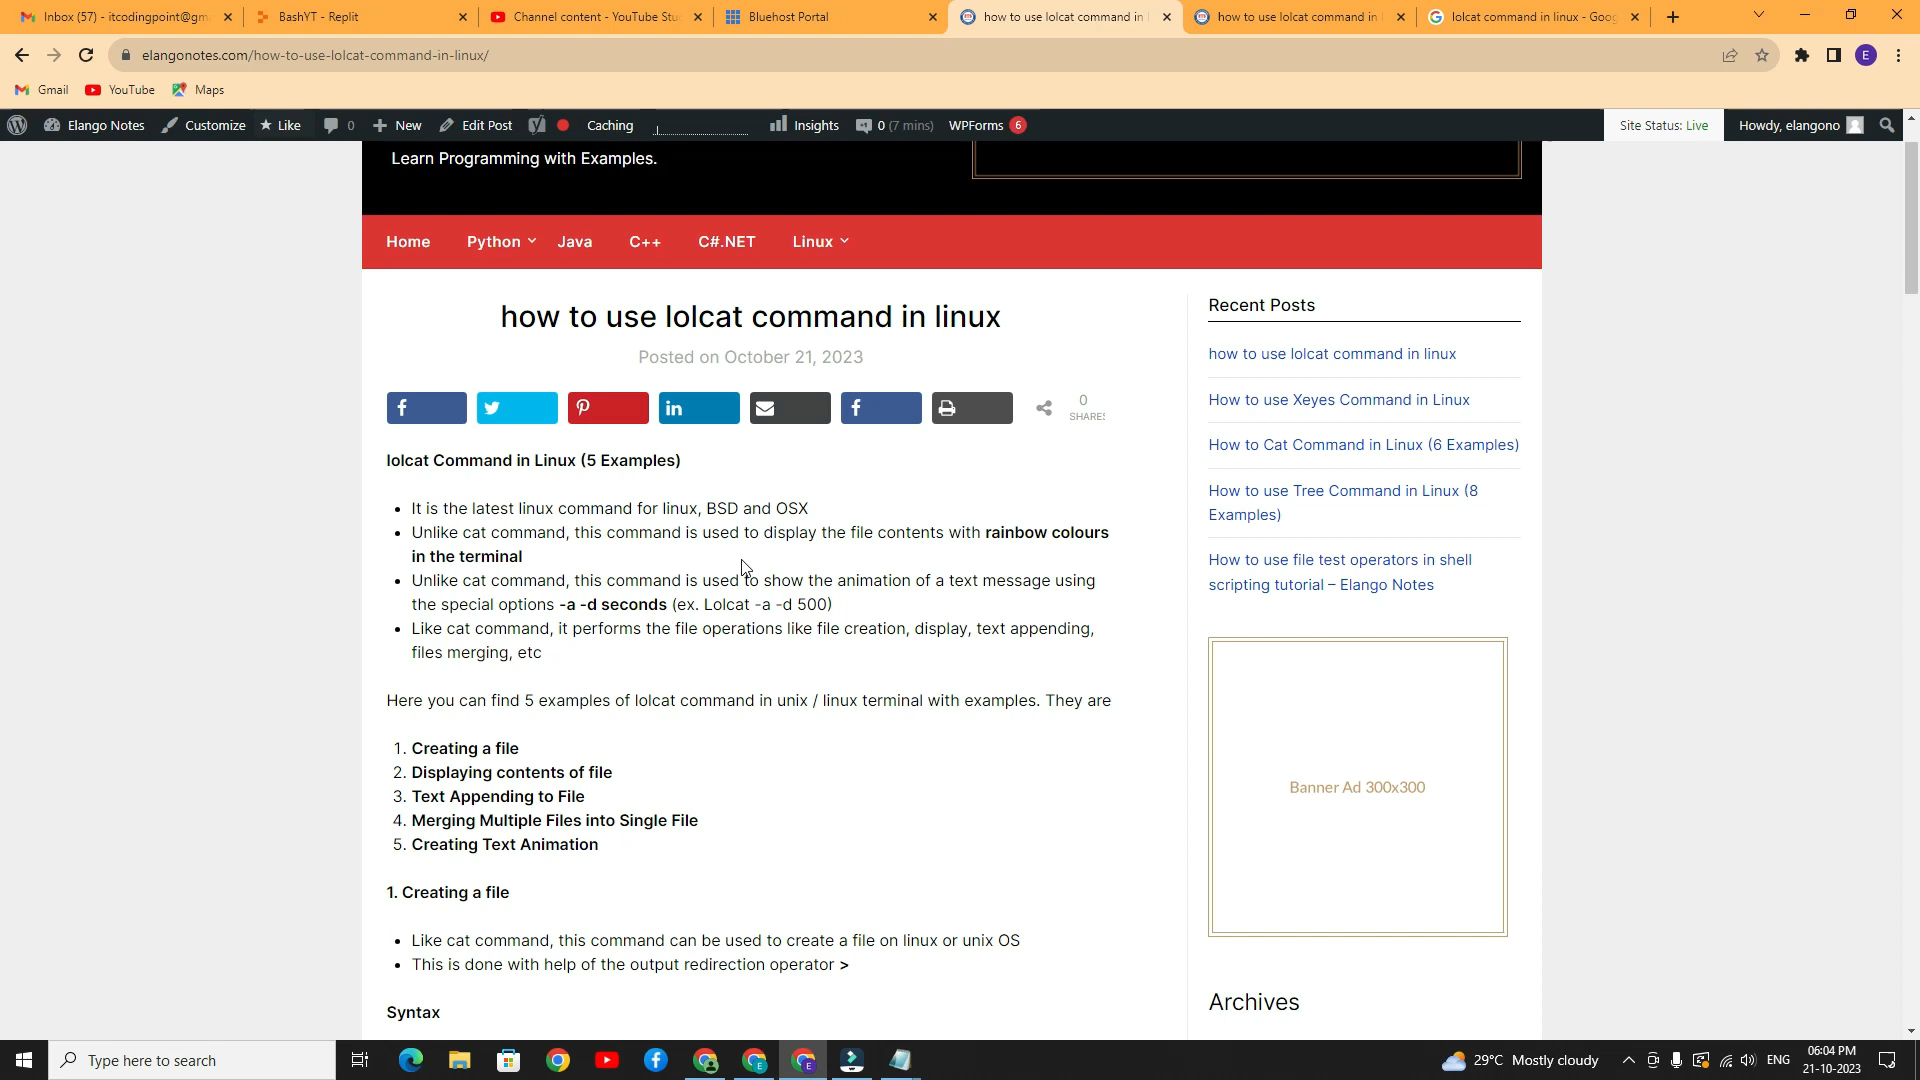 Inbox (57) - itcodingpoint@gm
BashYT - Replit
Channel content - YouTube Stu
Bluehost Portal
how to use lolcat command in l
how to use lolcat command in l
lolcat command in linux - Goog
elangonotes.com/how-to-use-lolcat-command-in-linux/
E
Gmail
YouTube
Maps
Elango Notes
Customize
Like
0
New
Edit Post
Caching
Insights
0 (7 mins)
WPForms 6
Site Status: Live
Howdy, elangono
Learn Programming with Examples.
Home
Python
Java
C++
C#.NET
Linux
how to use lolcat command in linux
Posted on October 21, 2023
0
SHARES
lolcat Command in Linux (5 Examples)
• It is the latest linux command for linux, BSD and OSX
• Unlike cat command, this command is used to display the file contents with rainbow colours
in the terminal
• Unlike cat command, this command is used to show the animation of a text message using
the special options -a -d seconds (ex. Lolcat -a -d 500)
• Like cat command, it performs the file operations like file creation, display, text appending,
files merging, etc
Here you can find 5 examples of lolcat command in unix / linux terminal with examples. They are
1. Creating a file
2. Displaying contents of file
3. Text Appending to File
4. Merging Multiple Files into Single File
5. Creating Text Animation
1. Creating a file
• Like cat command, this command can be used to create a file on linux or unix OS
• This is done with help of the output redirection operator >
Syntax
Recent Posts
how to use lolcat command in linux
How to use Xeyes Command in Linux
How to Cat Command in Linux (6 Examples)
How to use Tree Command in Linux (8
Examples)
How to use file test operators in shell
scripting tutorial – Elango Notes
Banner Ad 300x300
Archives
Type here to search
29°C Mostly cloudy
ENG
06:04 PM
21-10-2023